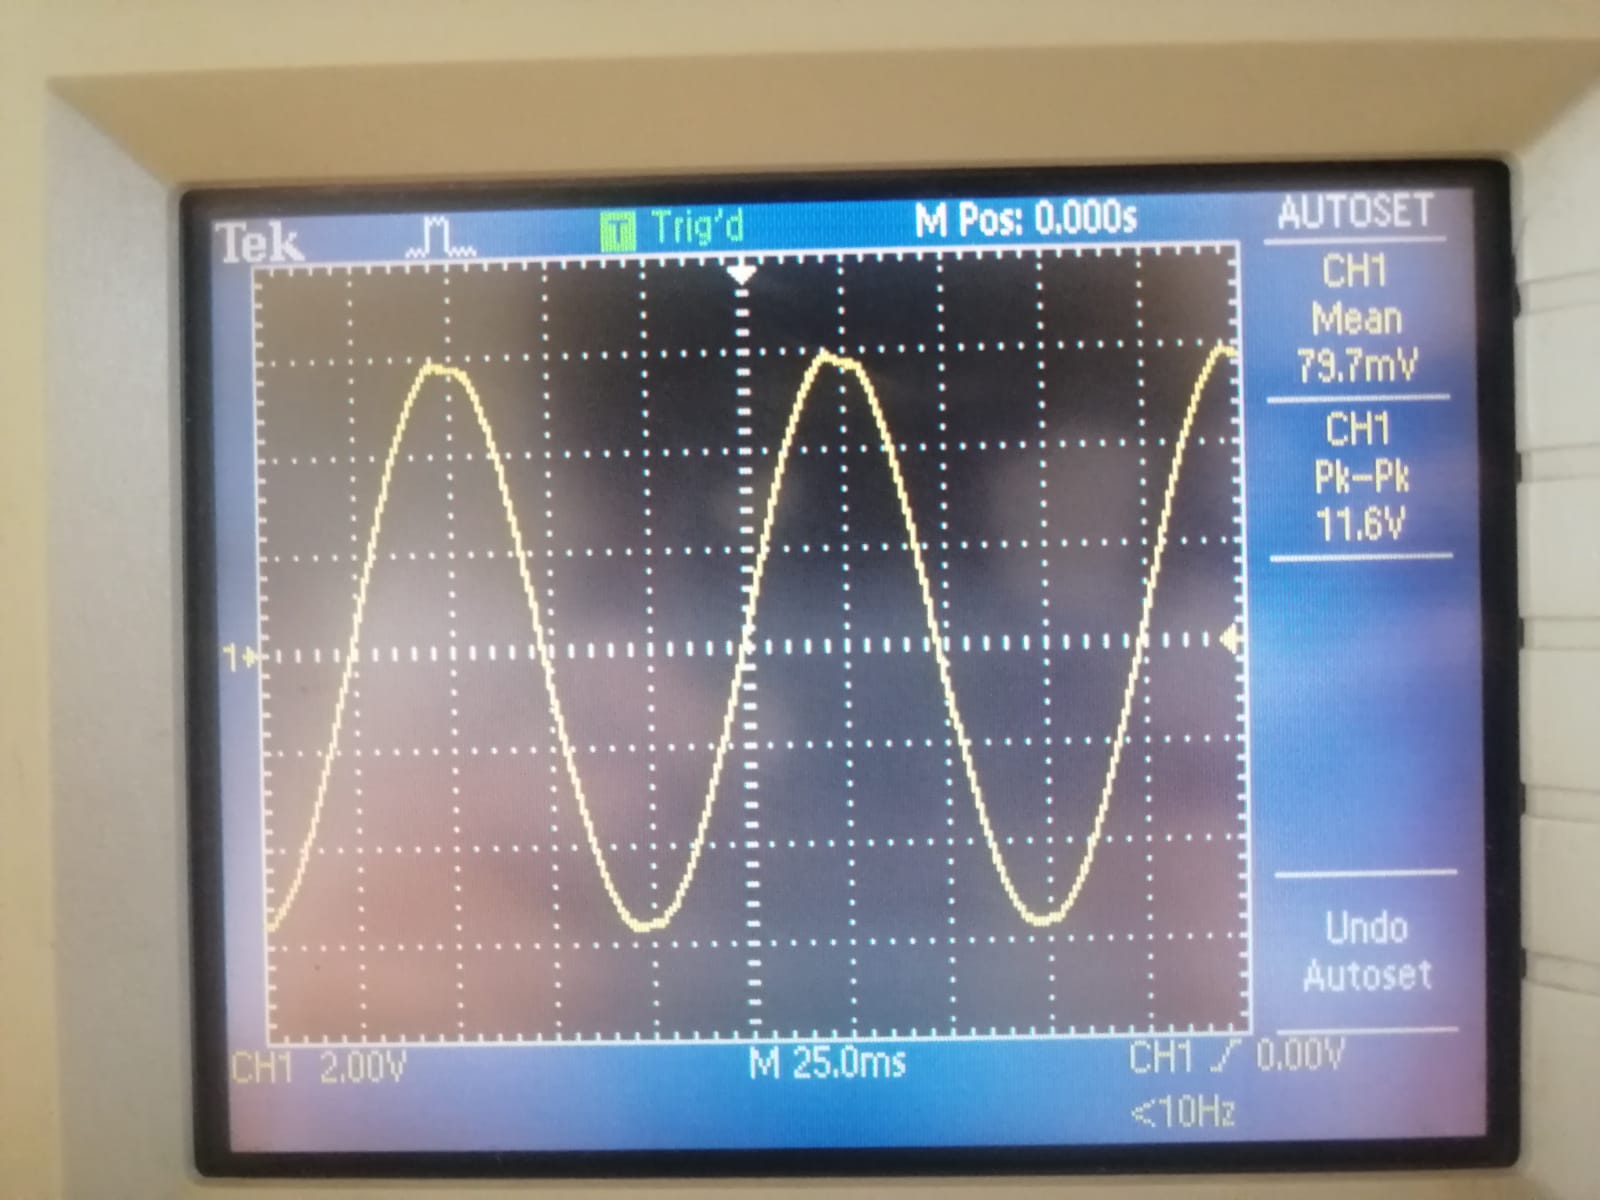 Tek
T Trig'd
M Pos: 0.000s
AUTOSET
CH1
Mean
79.7mV
CH1
Pk-Pk
11.6V
1
Undo
Autoset
CH1 2.00V
M 25.0ms
CH1 0.00V
<10Hz